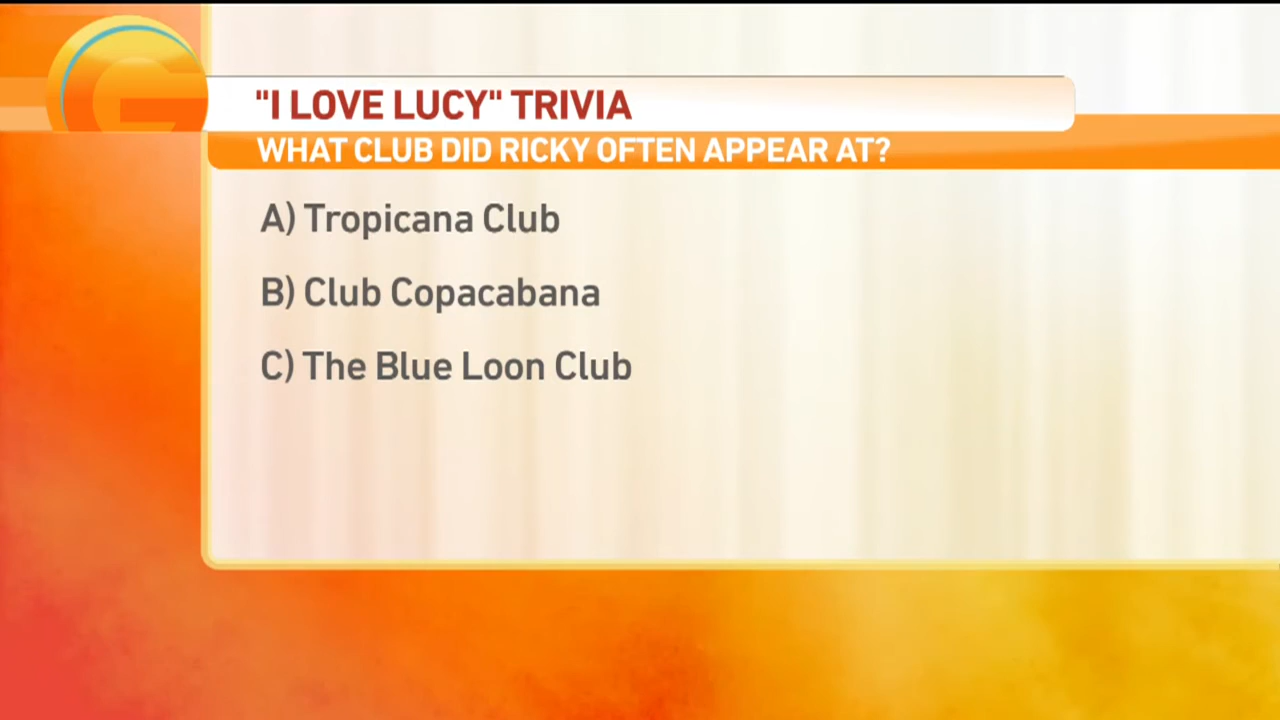 "I LOVE LUCY" TRIVIA
WHAT CLUB DID RICKY OFTEN APPEAR AT?
A) Tropicana Club
B) Club Copacabana
C) The Blue Loon Club